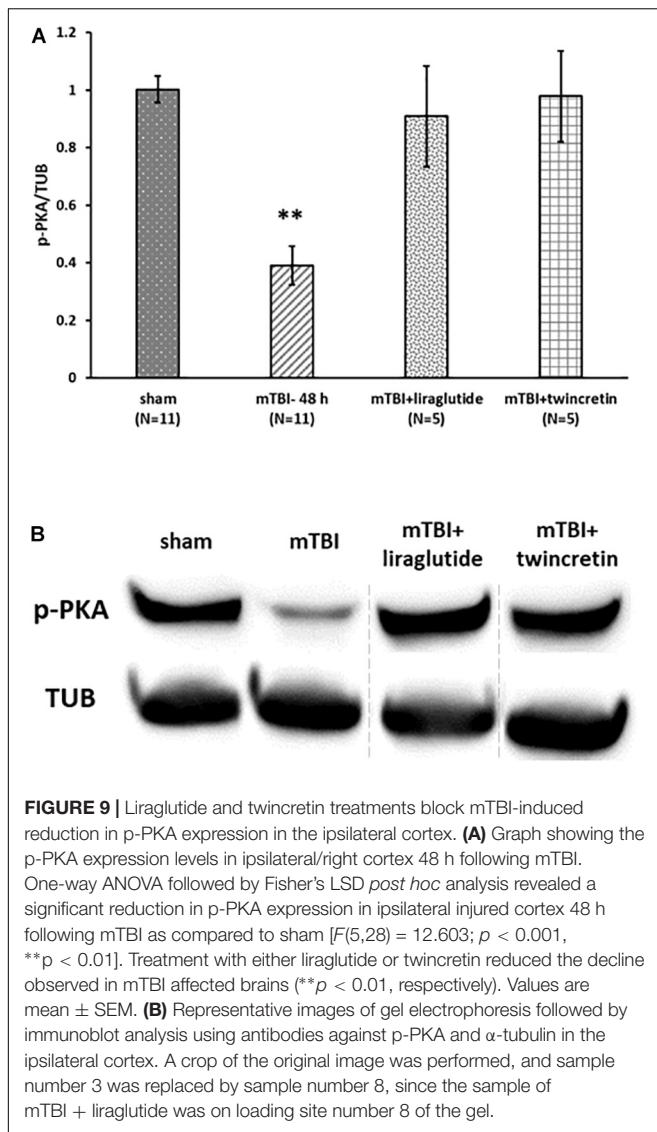 A
1.2
1
0.8
0.6
0.4
0.2
0
p-PKA/TUB
**
sham
(N=11)
mTBI- 48 h
(N=11)
mTBI+liraglutide
(N=5)
mTBI+twincretin
(N=5)
B
sham
mTBI
mTBI+
liraglutide
mTBI+
twincretin
p-PKA
TUB
FIGURE 9 | Liraglutide and twincretin treatments block mTBI-induced
reduction in p-PKA expression in the ipsilateral cortex. (A) Graph showing the
p-PKA expression levels in ipsilateral/right cortex 48 h following mTBI.
One-way ANOVA followed by Fisher's LSD post hoc analysis revealed a
significant reduction in p-PKA expression in ipsilateral injured cortex 48 h
following mTBI as compared to sham [F(5,28) = 12.603; p < 0.001,
**p < 0.01]. Treatment with either liraglutide or twincretin reduced the decline
observed in mTBI affected brains (**p < 0.01, respectively). Values are
mean ± SEM. (B) Representative images of gel electrophoresis followed by
immunoblot analysis using antibodies against p-PKA and α-tubulin in the
ipsilateral cortex. A crop of the original image was performed, and sample
number 3 was replaced by sample number 8, since the sample of
mTBI + liraglutide was on loading site number 8 of the gel.